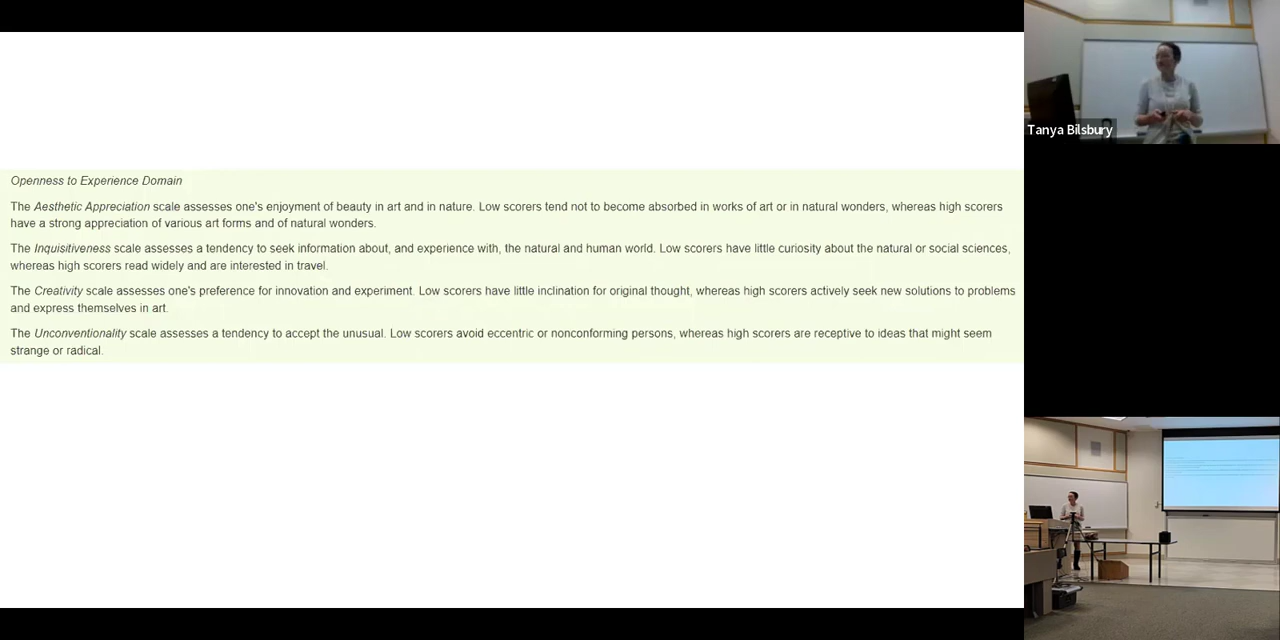 Openness to Experience Domain
The Aesthetic Appreciation scale assesses one's enjoyment of beauty in art and in nature. Low scorers tend not to become absorbed in works of art or in natural wonders, whereas high scorers
have a strong appreciation of various art forms and of natural wonders.
The Inquisitiveness scale assesses a tendency to seek information about, and experience with, the natural and human world. Low scorers have little curiosity about the natural or social sciences,
whereas high scorers read widely and are interested in travel.
The Creativity scale assesses one's preference for innovation and experiment. Low scorers have little inclination for original thought, whereas high scorers actively seek new solutions to problems
and express themselves in art.
The Unconventionality scale assesses a tendency to accept the unusual. Low scorers avoid eccentric or nonconforming persons, whereas high scorers are receptive to ideas that might seem
strange or radical.
Tanya Bilsbury